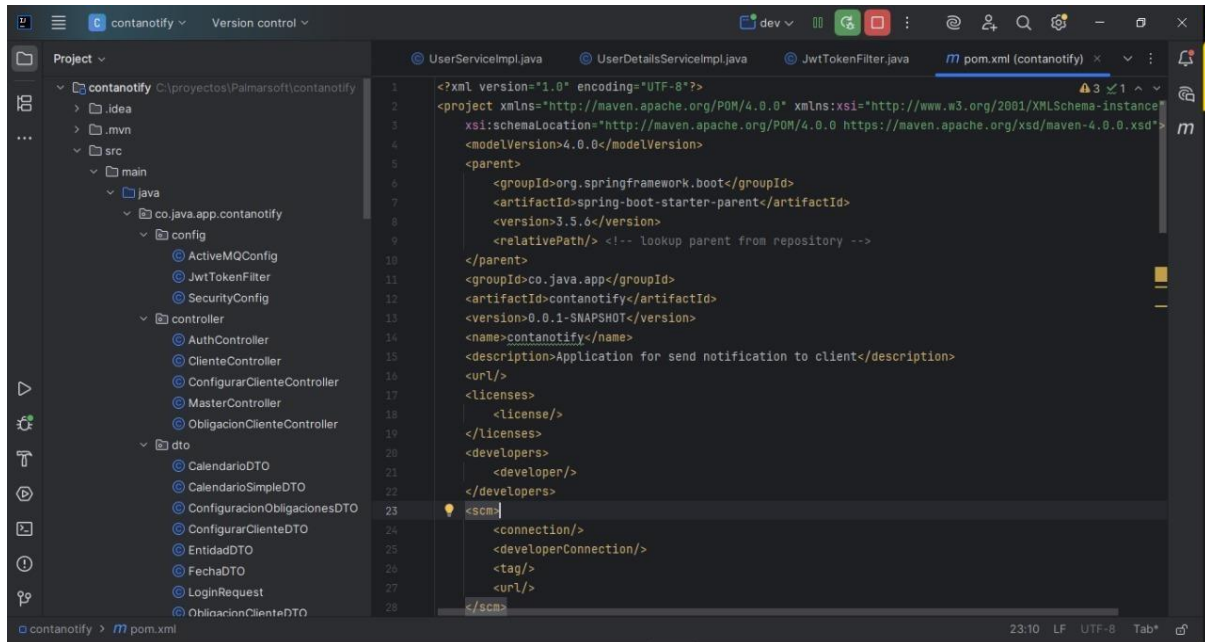 C contanotify Version control dev
Project
UserServiceImpl.java UserDetailsServiceImpl.java JwtTokenFilter.java m pom.xml (contanotify)
contanotify C:\proyectos\Palmarsoft\contanotify
.idea
.mvn
src
main
java
co.java.app.contanotify
config
ActiveMQConfig
JwtTokenFilter
SecurityConfig
controller
AuthController
ClienteController
ConfigurarClienteController
MasterController
ObligacionClienteController
dto
CalendarioDTO
CalendarioSimpleDTO
ConfiguracionObligacionesDTO
ConfigurarClienteDTO
EntidadDTO
FechaDTO
LoginRequest
ObligacionClienteDTO
3 1
1 <?xml version="1.0" encoding="UTF-8"?>
2 <project xmlns="http://maven.apache.org/POM/4.0.0" xmlns:xsi="http://www.w3.org/2001/XMLSchema-instance"
3 xsi:schemaLocation="http://maven.apache.org/POM/4.0.0 https://maven.apache.org/xsd/maven-4.0.0.xsd">
4 <modelVersion>4.0.0</modelVersion>
5 <parent>
6 <groupId>org.springframework.boot</groupId>
7 <artifactId>spring-boot-starter-parent</artifactId>
8 <version>3.5.6</version>
9 <relativePath/> <!-- lookup parent from repository -->
10 </parent>
11 <groupId>co.java.app</groupId>
12 <artifactId>contanotify</artifactId>
13 <version>0.0.1-SNAPSHOT</version>
14 <name>contanotify</name>
15 <description>Application for send notification to client</description>
16 <url/>
17 <licenses>
18 <license/>
19 </licenses>
20 <developers>
21 <developer/>
22 </developers>
23 <scm>
24 <connection/>
25 <developerConnection/>
26 <tag/>
27 <url/>
28 </scm>
contanotify > m pom.xml
23:10 LF UTF-8 Tab*